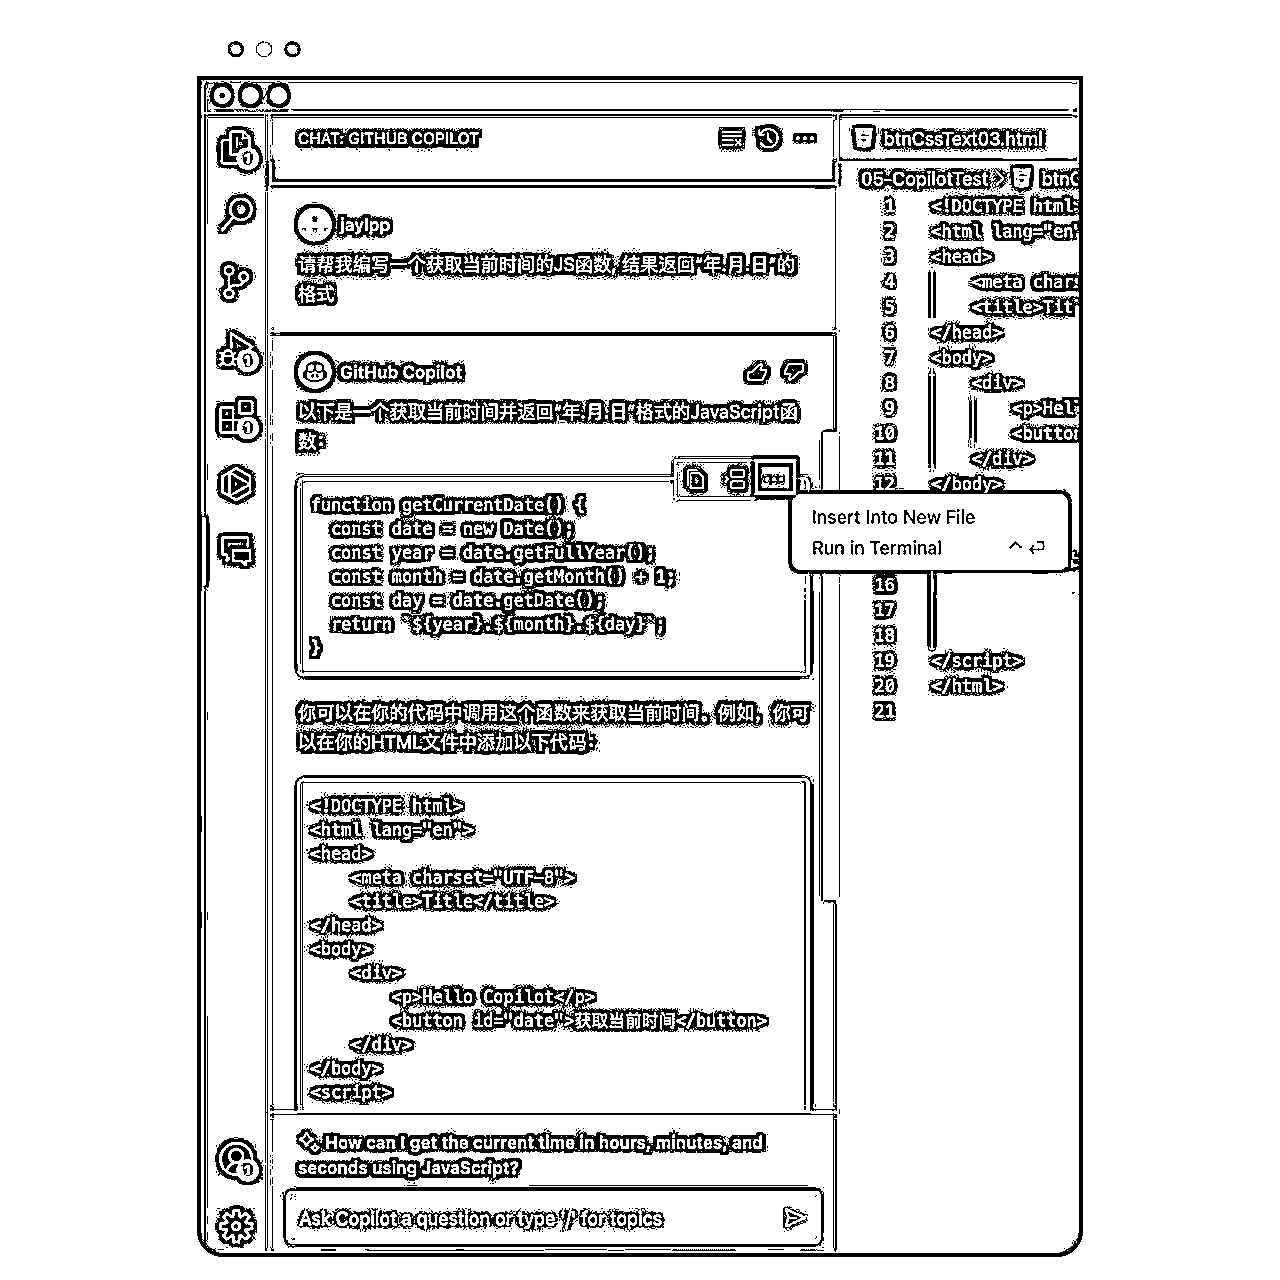 CHAT: GITHUB COPILOT
jaylpp
请帮我编写一个获取当前时间的JS函数, 结果返回"年.月.日"的
格式
GitHub Copilot
以下是一个获取当前时间并返回"年.月.日"格式的JavaScript函
数:
function getCurrentDate() {
const date = new Date();
const year = date.getFullYear();
const month = date.getMonth() + 1;
const day = date.getDate();
return `${year}.${month}.${day}`;
}
Insert Into New File
Run in Terminal
你可以在你的代码中调用这个函数来获取当前时间。例如，你可
以在你的HTML文件中添加以下代码：
<!DOCTYPE html>
<html lang="en">
<head>
<meta charset="UTF-8">
<title>Title</title>
</head>
<body>
<div>
<p>Hello Copilot</p>
<button id="date">获取当前时间</button>
</div>
</body>
<script>
How can I get the current time in hours, minutes, and
seconds using JavaScript?
Ask Copilot a question or type '/' for topics
btnCssText03.html
05-CopilotTest > btnC
1 <!DOCTYPE html
2 <html lang="en"
3 <head>
4 <meta char
5 <title>Tit
6 </head>
7 <body>
8 <div>
9 <p>Hel
10 <butto
11 </div>
12 </body>
16
17
18
19 </script>
20 </html>
21